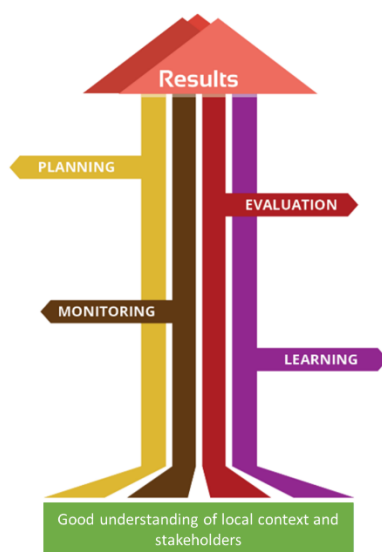 Results
PLANNING
EVALUATION
MONITORING
LEARNING
Good understanding of local context and
stakeholders